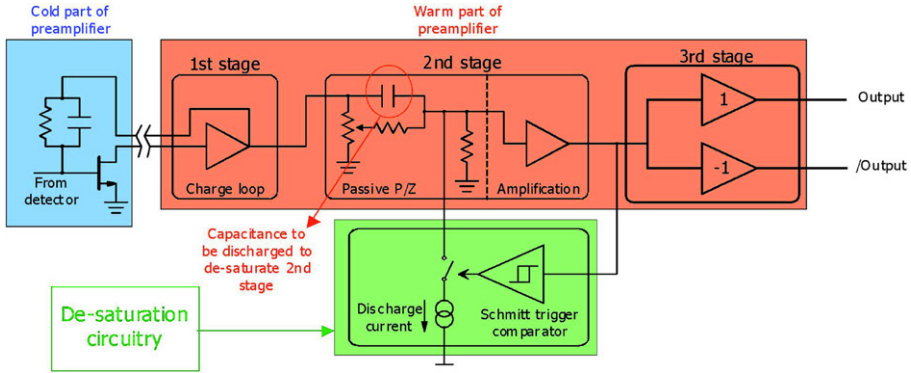 Cold part of
preamplifier
Warm part of
preamplifier
1st stage
2nd stage
3rd stage
1
Output
-1
/Output
From
detector
Charge loop
Passive P/Z
Amplification
Capacitance to
be discharged to
de-saturate 2nd
stage
Discharge
current
Schmitt trigger
comparator
De-saturation
circuitry